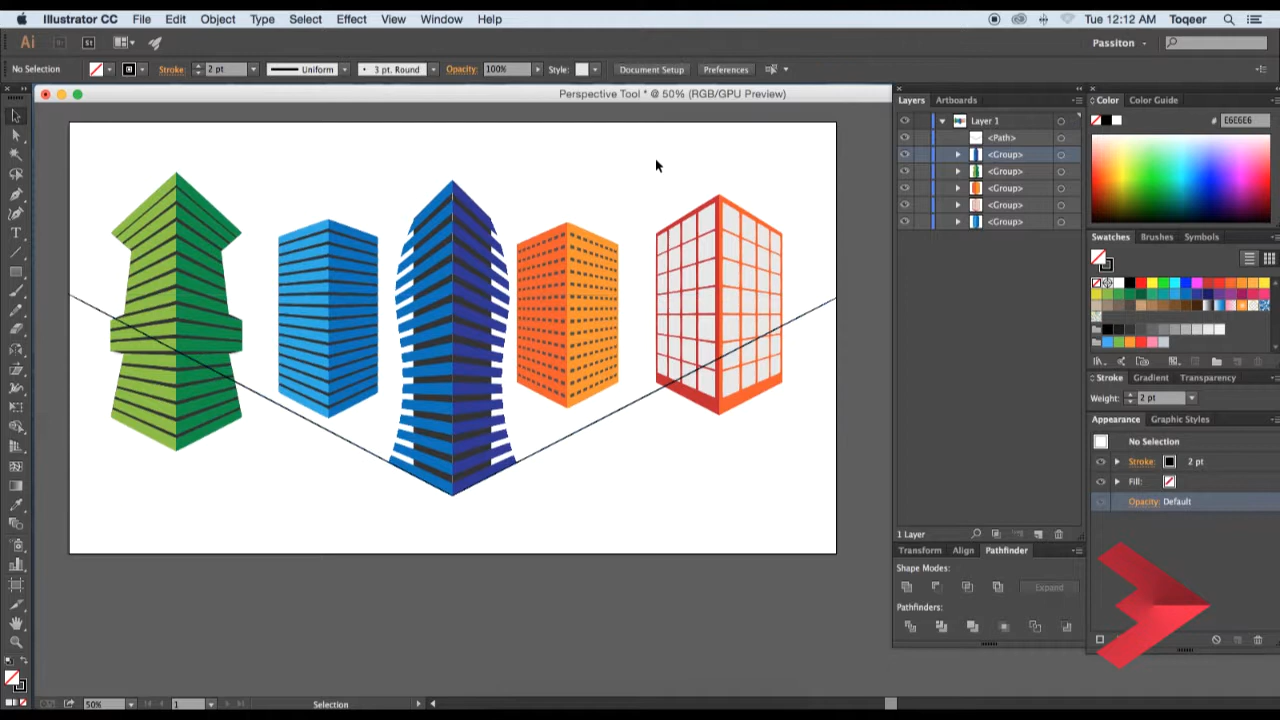 Illustrator CC File Edit Object Type Select Effect View Window Help Tue 12:12 AM Toqeer
Ai Br St Passiton
No Selection Stroke: 2 pt Uniform 3 pt. Round Opacity: 100% Style: Document Setup Preferences
Perspective Tool * @ 50% (RGB/GPU Preview)
Layers Artboards
Layer 1
<Path>
<Group>
<Group>
<Group>
<Group>
<Group>
1 Layer
Transform Align Pathfinder
Shape Modes:
Expand
Pathfinders:
Color Color Guide
# E6E6E6
Swatches Brushes Symbols
Stroke Gradient Transparency
Weight: 2 pt
Appearance Graphic Styles
No Selection
Stroke: 2 pt
Fill:
Opacity: Default
50% 1 Selection